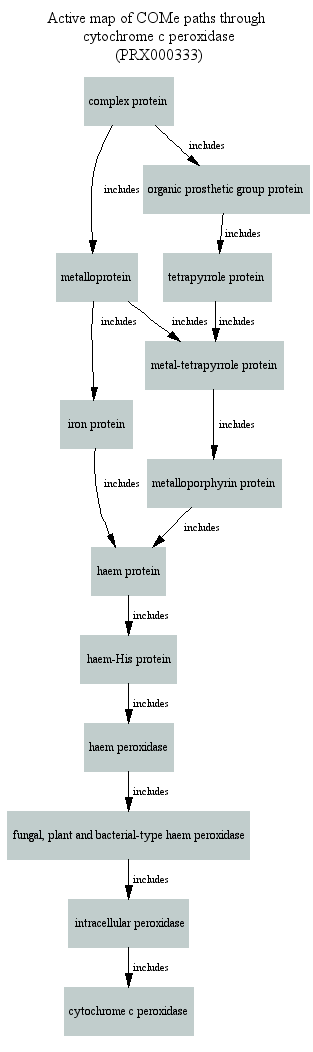 Active map of COMe paths through
cytochrome c peroxidase
(PRX000333)
complex protein
includes
organic prosthetic group protein
includes
includes
metalloprotein
tetrapyrrole protein
includes
includes
includes
metal-tetrapyrrole protein
iron protein
includes
metalloporphyrin protein
includes
includes
haem protein
includes
haem-His protein
includes
haem peroxidase
includes
fungal, plant and bacterial-type haem peroxidase
includes
intracellular peroxidase
includes
cytochrome c peroxidase